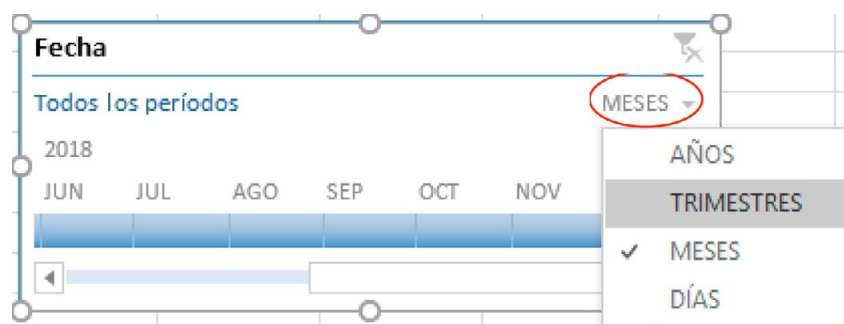 Fecha
Todos los períodos MESES
2018
JUN JUL AGO SEP OCT NOV
AÑOS
TRIMESTRES
MESES
DÍAS